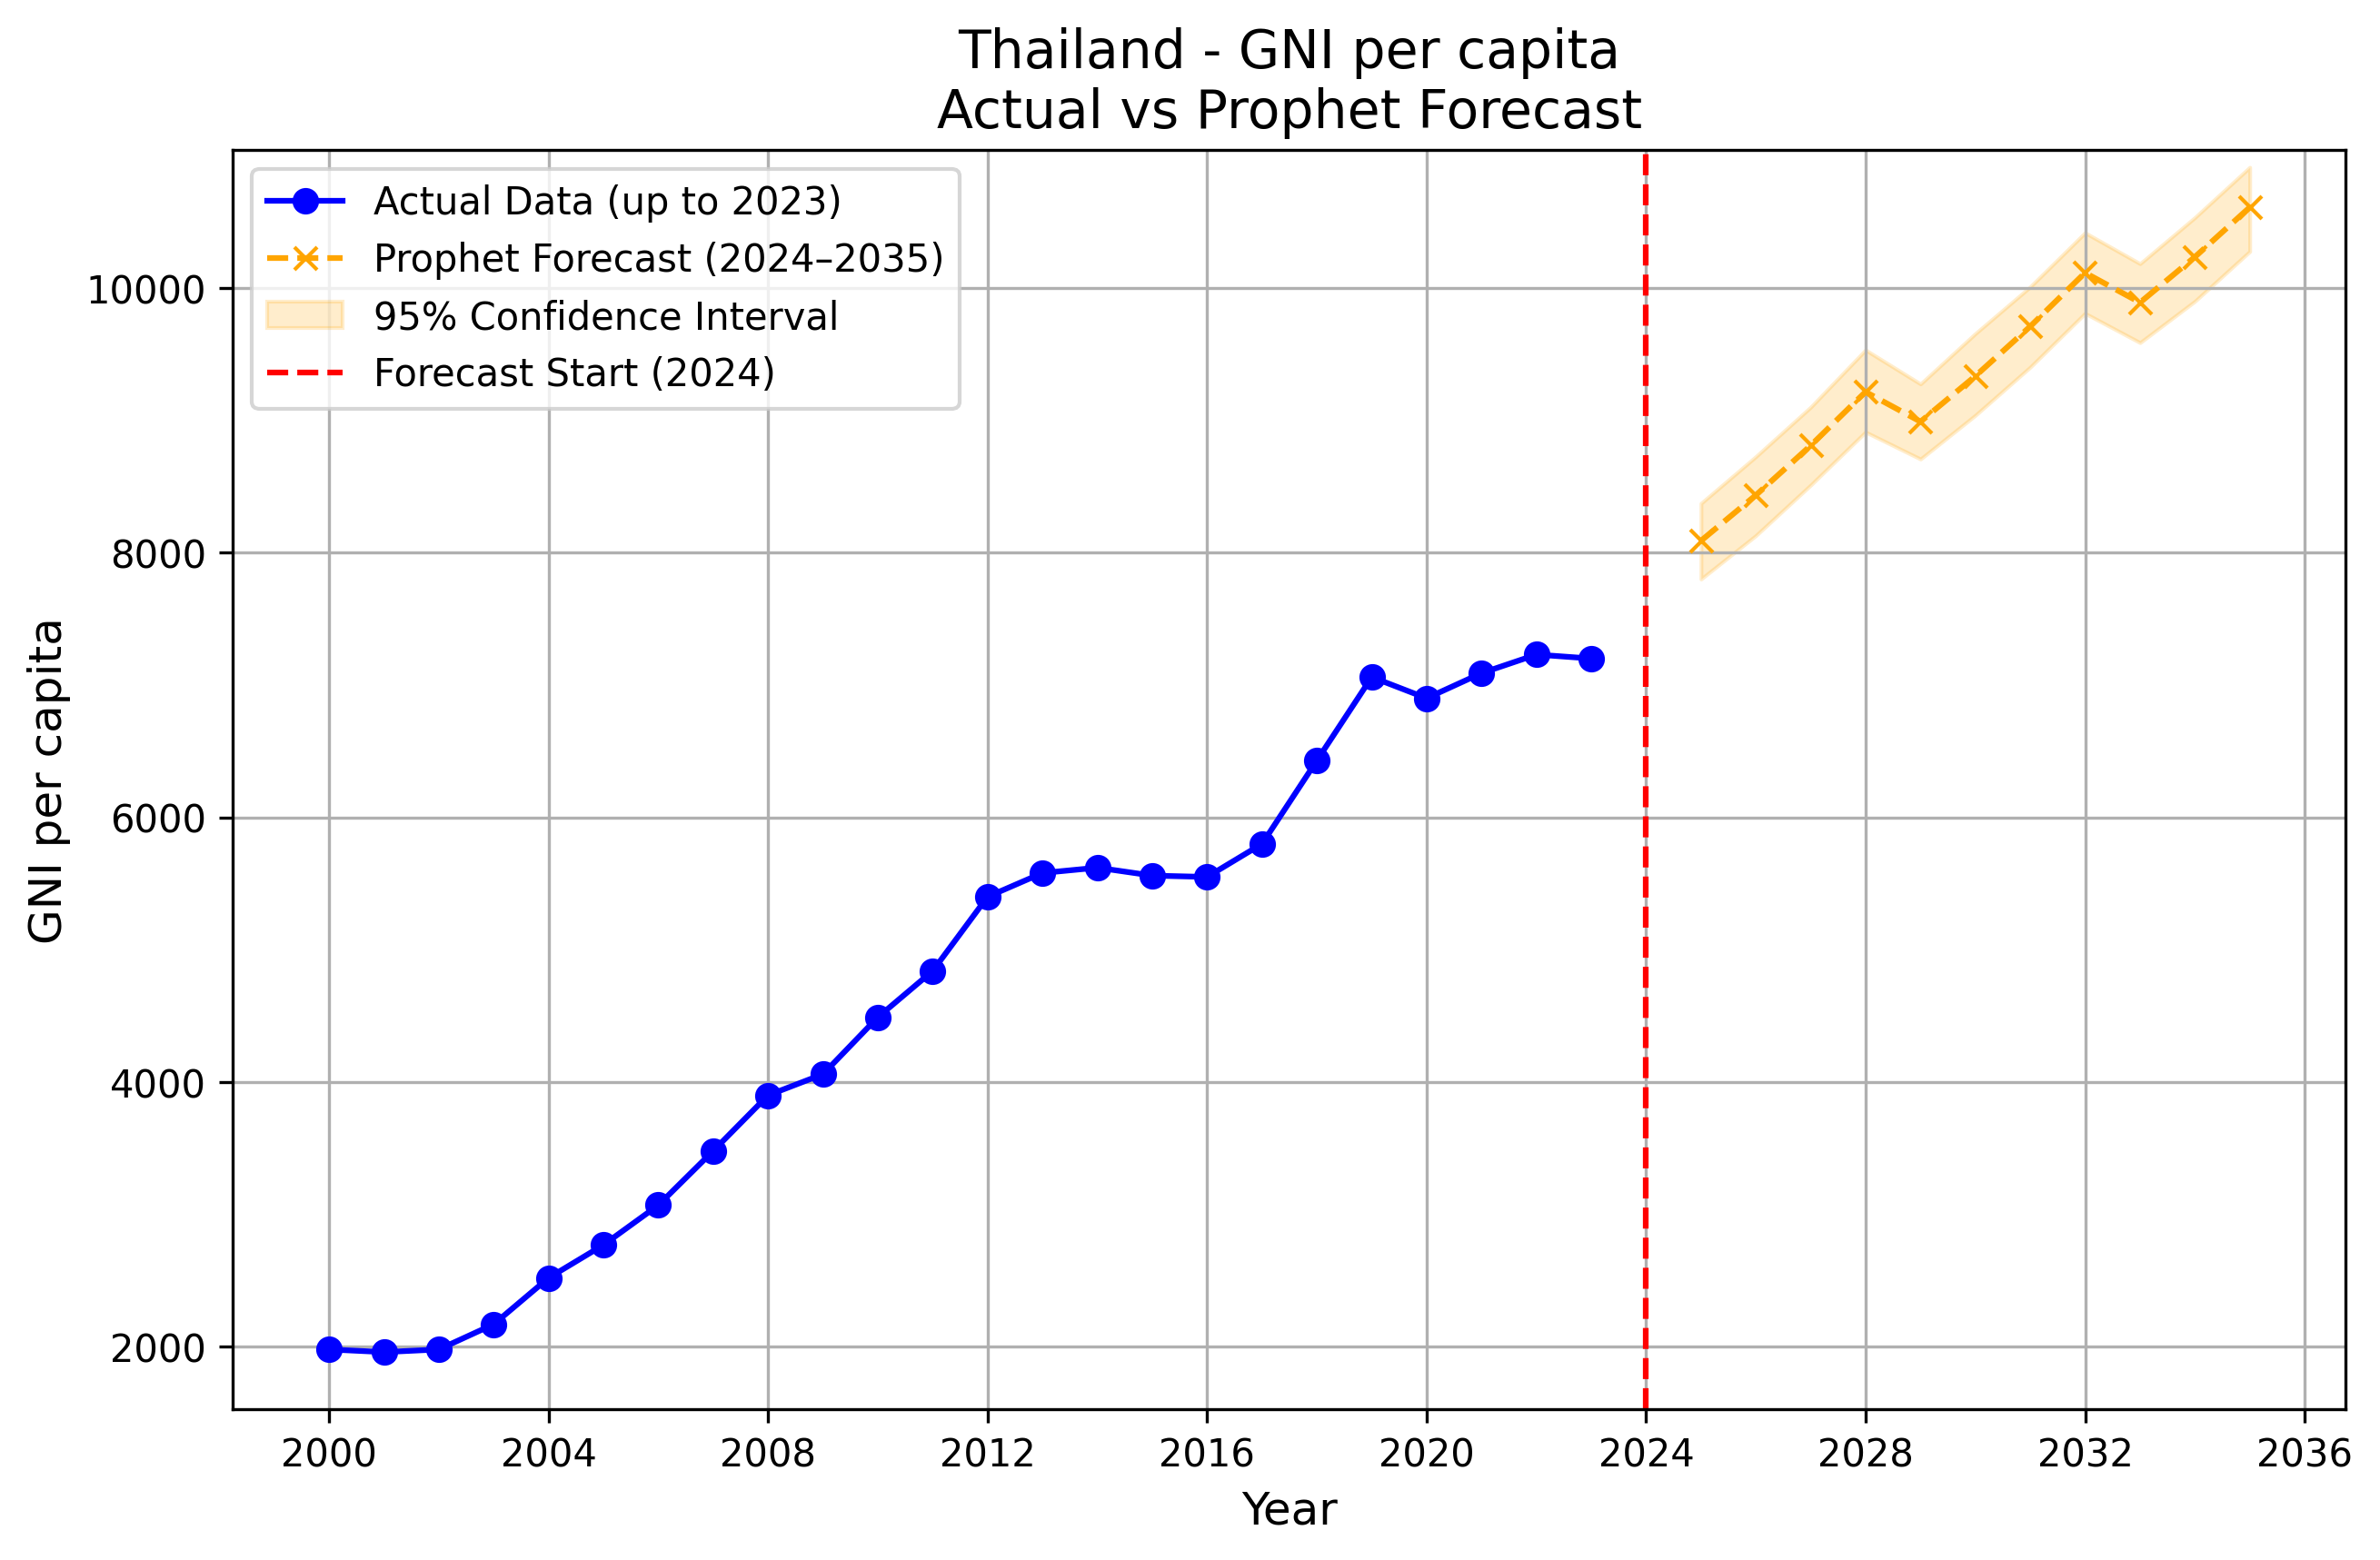 Thailand - GNI per capita
Actual vs Prophet Forecast
Actual Data (up to 2023)
Prophet Forecast (2024–2035)
95% Confidence Interval
Forecast Start (2024)
GNI per capita
10000
8000
6000
4000
2000
2000 2004 2008 2012 2016 2020 2024 2028 2032 2036
Year